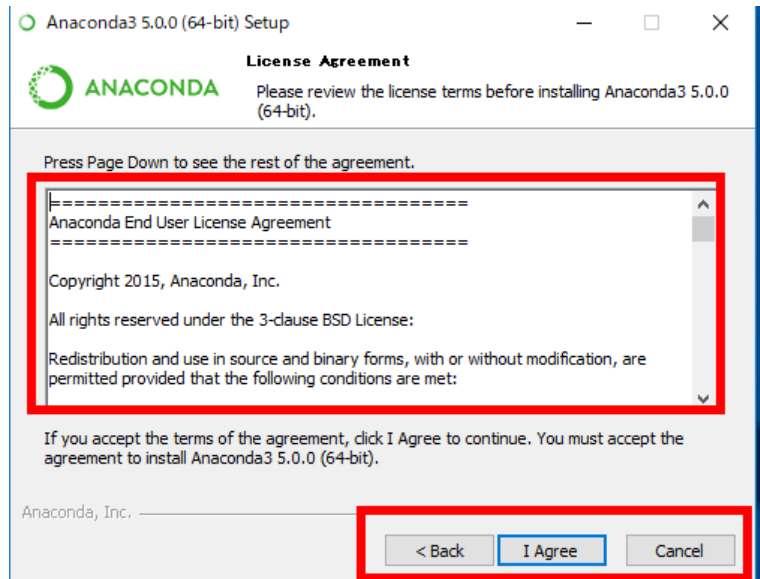 Anaconda3 5.0.0 (64-bit) Setup
ANACONDA
License Agreement
Please review the license terms before installing Anaconda3 5.0.0
(64-bit).
Press Page Down to see the rest of the agreement.
====================================
Anaconda End User License Agreement
====================================
Copyright 2015, Anaconda, Inc.
All rights reserved under the 3-clause BSD License:
Redistribution and use in source and binary forms, with or without modification, are
permitted provided that the following conditions are met:
If you accept the terms of the agreement, click I Agree to continue. You must accept the
agreement to install Anaconda3 5.0.0 (64-bit).
Anaconda, Inc.
< Back I Agree Cancel